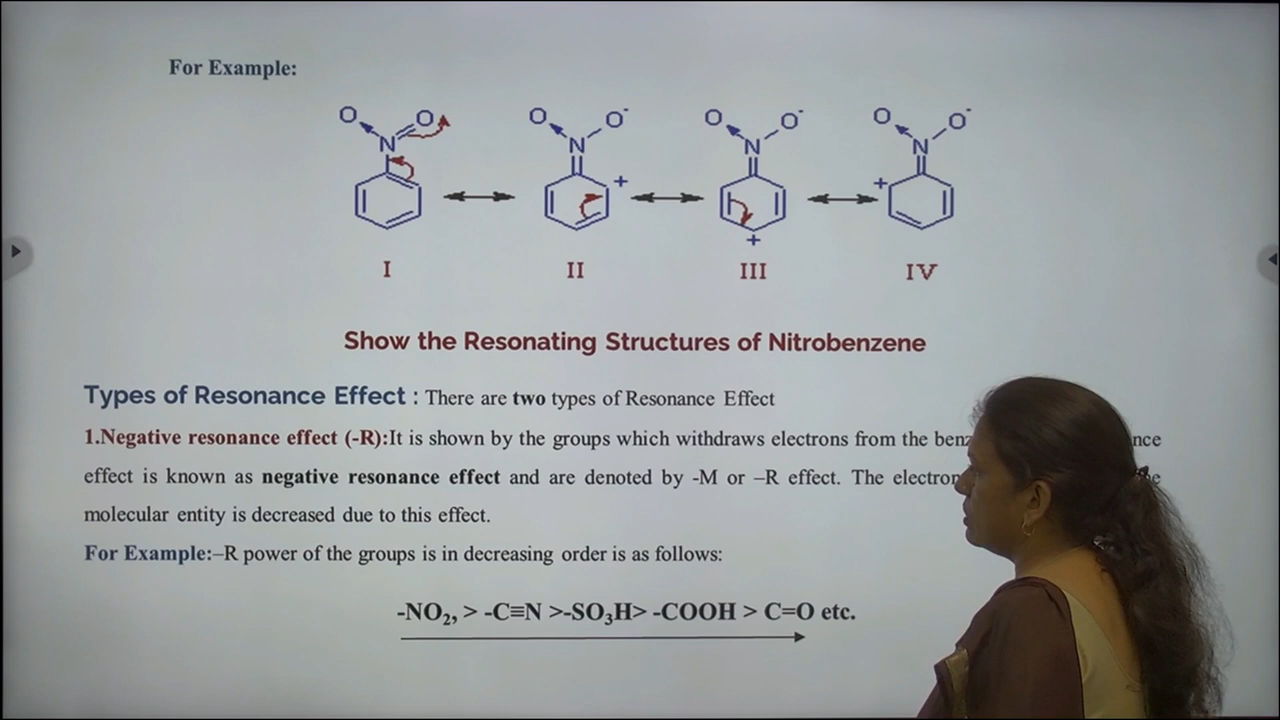 For Example:
O O O O⁻ O O⁻ O O⁻
N N N N
+ +
+
I II III IV
Show the Resonating Structures of Nitrobenzene
Types of Resonance Effect : There are two types of Resonance Effect
1.Negative resonance effect (-R):It is shown by the groups which withdraws electrons from the
effect is known as negative resonance effect and are denoted by -M or –R effect. The
molecular entity is decreased due to this effect.
For Example:–R power of the groups is in decreasing order is as follows:
-NO₂, > -C≡N >-SO₃H> -COOH > C=O etc.